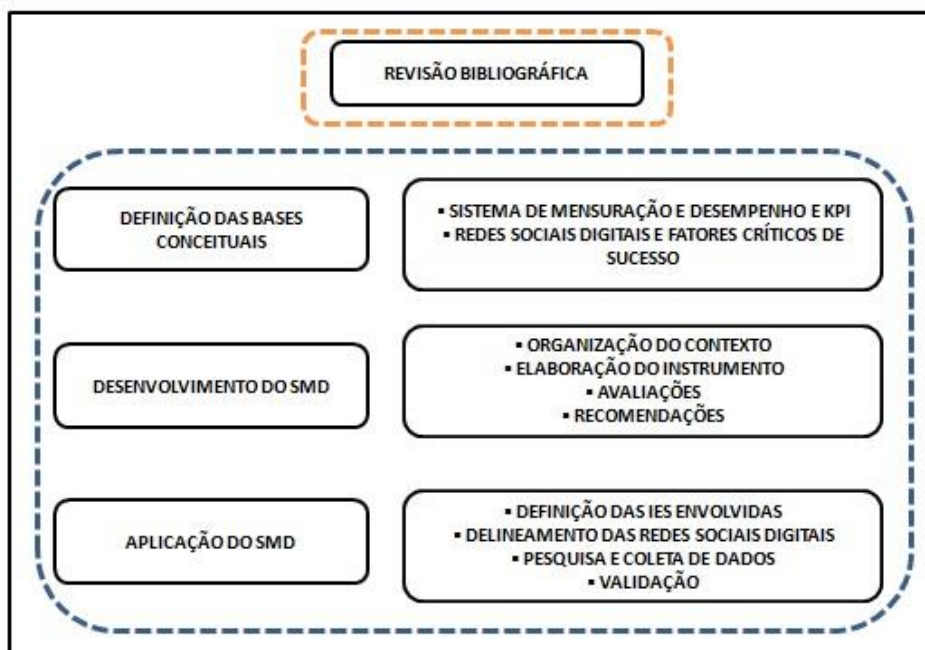 REVISÃO BIBLIOGRÁFICA
DEFINIÇÃO DAS BASES
CONCEITUAIS
▪ SISTEMA DE MENSURAÇÃO E DESEMPENHO E KPI
▪ REDES SOCIAIS DIGITAIS E FATORES CRÍTICOS DE
SUCESSO
DESENVOLVIMENTO DO SMD
▪ ORGANIZAÇÃO DO CONTEXTO
▪ ELABORAÇÃO DO INSTRUMENTO
▪ AVALIAÇÕES
▪ RECOMENDAÇÕES
APLICAÇÃO DO SMD
▪ DEFINIÇÃO DAS IES ENVOLVIDAS
▪ DELINEAMENTO DAS REDES SOCIAIS DIGITAIS
▪ PESQUISA E COLETA DE DADOS
▪ VALIDAÇÃO